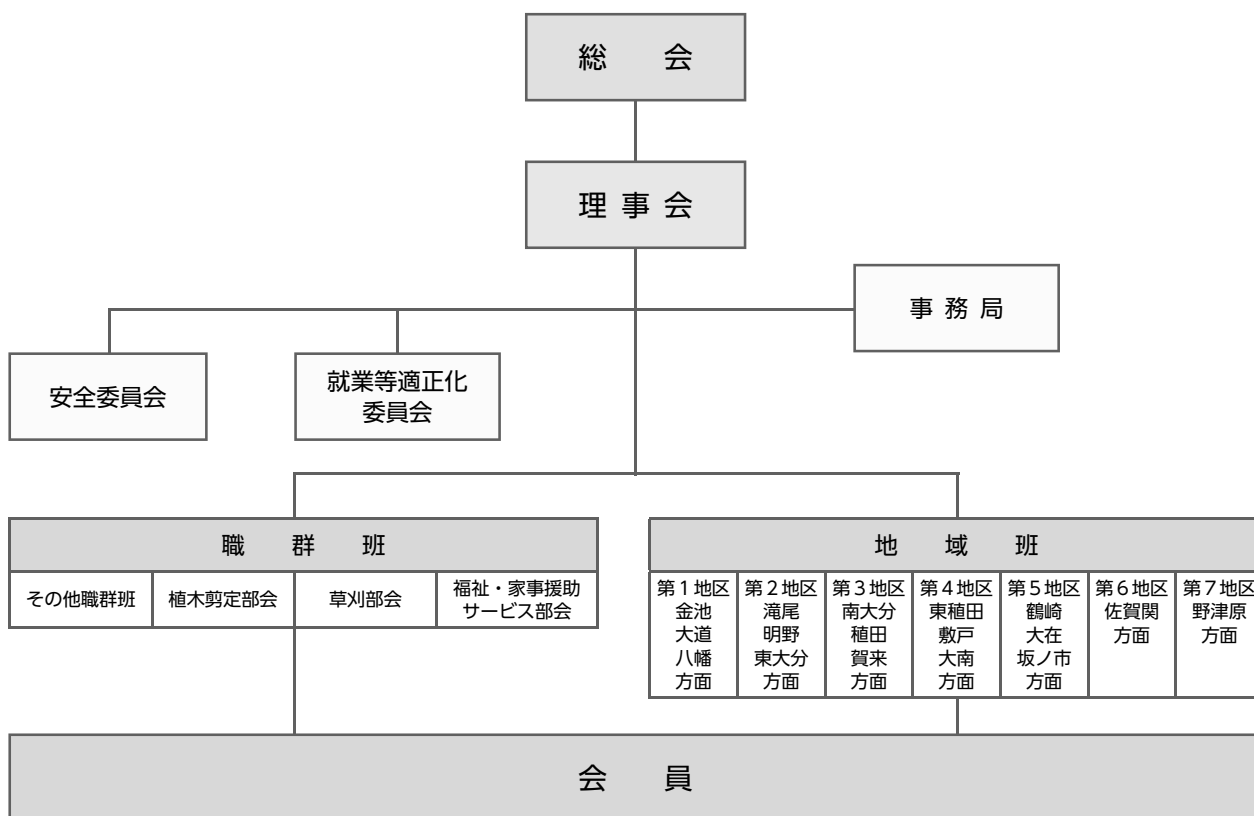 総　会
理事会
事務局
安全委員会
就業等適正化
委員会
職　群　班
その他職群班
植木剪定部会
草刈部会
福祉・家事援助
サービス部会
地　域　班
第１地区
金池
大道
八幡
方面
第２地区
滝尾
明野
東大分
方面
第３地区
南大分
稙田
賀来
方面
第４地区
東稙田
敷戸
大南
方面
第５地区
鶴崎
大在
坂ノ市
方面
第６地区
佐賀関
方面
第７地区
野津原
方面
会　員